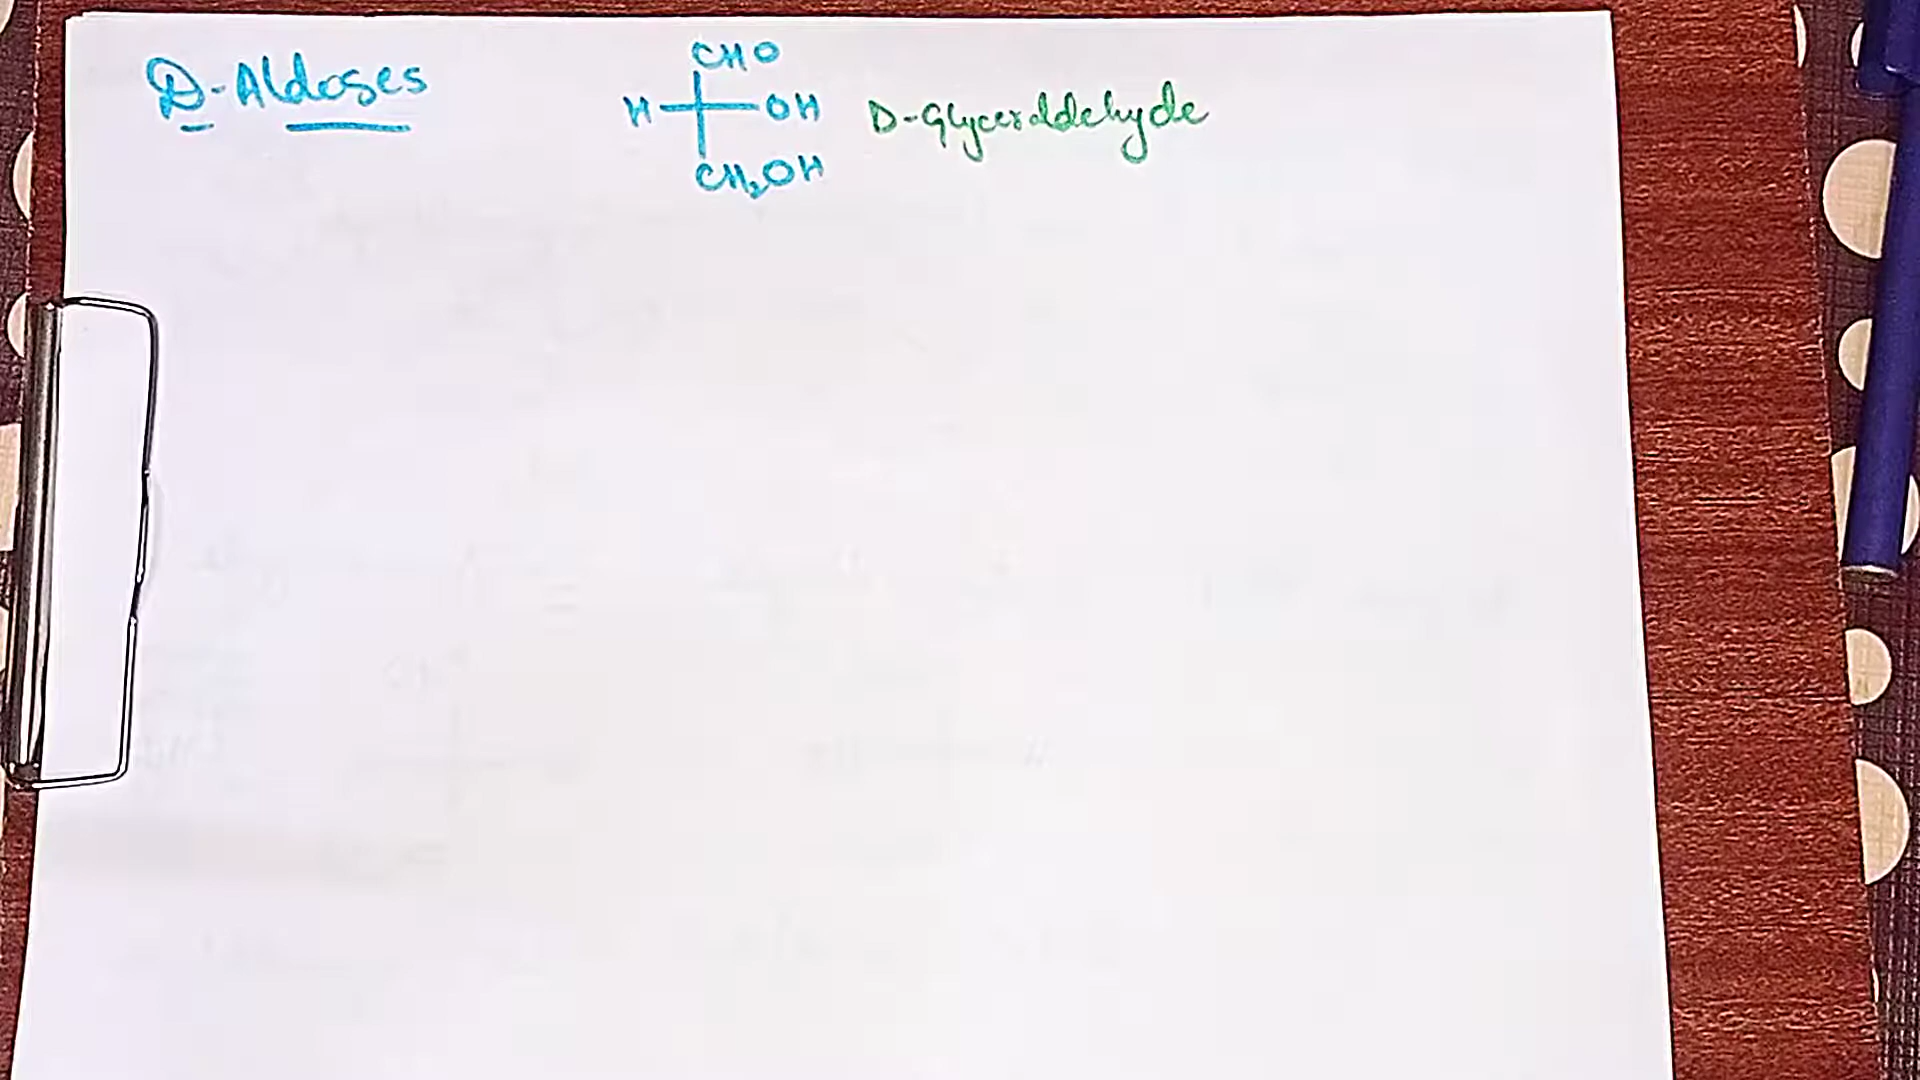 D-Aldoses
CHO
H OH D-Glyceraldehyde
CH₂OH